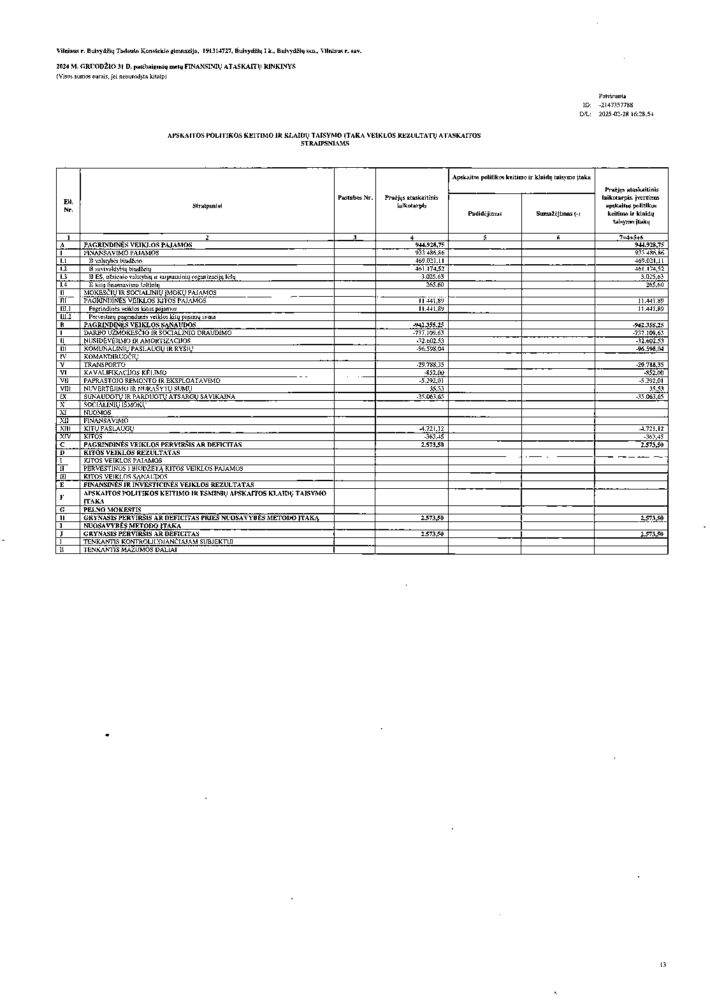 Vilniaus r. Buivydžių Tadeušo Konvickio gimnazija, 191314727, Buivydžių I k., Buivydžių sen., Vilniaus r. sav.
2024 M. GRUODŽIO 31 D. pasibaigusių metų FINANSINIŲ ATASKAITŲ RINKINYS
(Visos sumos eurais, jei nenurodyta kitaip)
Patvirtinta
ID: -2147357788
D/L: 2025-02-28 16:28:54
APSKAITOS POLITIKOS KEITIMO IR KLAIDŲ TAISYMO ĮTAKA VEIKLOS REZULTATŲ ATASKAITOS
STRAIPSNIAMS
Eil. Nr. Straipsniai Pastabos Nr. Praėjęs ataskaitinis laikotarpis Apskaitos politikos keitimo ir klaidų taisymo įtaka Padidėjimas Sumažėjimas (-) Praėjęs ataskaitinis laikotarpis, įvertinus apskaitos politikos keitimo ir klaidų taisymo įtaką
1 2 3 4 5 6 7=4+5+6
A PAGRINDINĖS VEIKLOS PAJAMOS 944.928,75 944.928,75
I FINANSAVIMO PAJAMOS 933.486,86 933.486,86
I.1 Iš valstybės biudžeto 469.021,11 469.021,11
I.2 Iš savivaldybių biudžetų 461.174,52 461.174,52
I.3 Iš ES, užsienio valstybių ir tarptautinių organizacijų lėšų 3.025,63 3.025,63
I.4 Iš kitų finansavimo šaltinių 265,60 265,60
II MOKESČIŲ IR SOCIALINIŲ ĮMOKŲ PAJAMOS
III PAGRINDINĖS VEIKLOS KITOS PAJAMOS 11.441,89 11.441,89
III.1 Pagrindinės veiklos kitos pajamos 11.441,89 11.441,89
III.2 Pervestinų pagrindinės veiklos kitų pajamų suma
B PAGRINDINĖS VEIKLOS SĄNAUDOS -942.355,25 -942.355,25
I DARBO UŽMOKESČIO IR SOCIALINIO DRAUDIMO -737.109,63 -737.109,63
II NUSIDĖVĖJIMO IR AMORTIZACIJOS -32.602,53 -32.602,53
III KOMUNALINIŲ PASLAUGŲ IR RYŠIŲ -96.598,04 -96.598,04
IV KOMANDIRUOČIŲ
V TRANSPORTO -29.788,35 -29.788,35
VI KAVALIFIKACIJOS KĖLIMO -852,00 -852,00
VII PAPRASTOJO REMONTO IR EKSPLOATAVIMO -5.292,01 -5.292,01
VIII NUVERTĖJIMO IR NURAŠYTŲ SUMŲ 35,53 35,53
IX SUNAUDOTŲ IR PARDUOTŲ ATSARGŲ SAVIKAINA -35.063,65 -35.063,65
X SOCIALINIŲ IŠMOKŲ
XI NUOMOS
XII FINANSAVIMO
XIII KITŲ PASLAUGŲ -4.721,12 -4.721,12
XIV KITOS -363,45 -363,45
C PAGRINDINĖS VEIKLOS PERVIRŠIS AR DEFICITAS 2.573,50 2.573,50
D KITOS VEIKLOS REZULTATAS
I KITOS VEIKLOS PAJAMOS
II PERVESTINOS Į BIUDŽETĄ KITOS VEIKLOS PAJAMOS
III KITOS VEIKLOS SĄNAUDOS
E FINANSINĖS IR INVESTICINĖS VEIKLOS REZULTATAS
F APSKAITOS POLITIKOS KEITIMO IR ESMINIŲ APSKAITOS KLAIDŲ TAISYMO
ĮTAKA
G PELNO MOKESTIS
H GRYNASIS PERVIRŠIS AR DEFICITAS PRIEŠ NUOSAVYBĖS METODO ĮTAKĄ 2.573,50 2.573,50
I NUOSAVYBĖS METODO ĮTAKA
J GRYNASIS PERVIRŠIS AR DEFICITAS 2.573,50 2.573,50
I TENKANTIS KONTROLIUOJANČIAJAM SUBJEKTUI
II TENKANTIS MAŽUMOS DALIAI
13